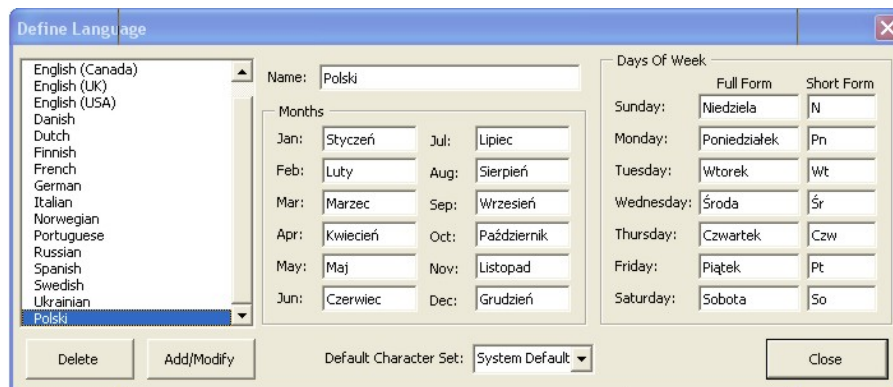 Define Language
English (Canada)
English (UK)
English (USA)
Danish
Dutch
Finnish
French
German
Italian
Norwegian
Portuguese
Russian
Spanish
Swedish
Ukrainian
Polski
Delete
Add/Modify
Name: Polski
Months
Jan: Styczeń Jul: Lipiec
Feb: Luty Aug: Sierpień
Mar: Marzec Sep: Wrzesień
Apr: Kwiecień Oct: Październik
May: Maj Nov: Listopad
Jun: Czerwiec Dec: Grudzień
Default Character Set: System Default
Days Of Week
Full Form Short Form
Sunday: Niedziela N
Monday: Poniedziałek Pn
Tuesday: Wtorek Wt
Wednesday: Środa Śr
Thursday: Czwartek Czw
Friday: Piątek Pt
Saturday: Sobota So
Close